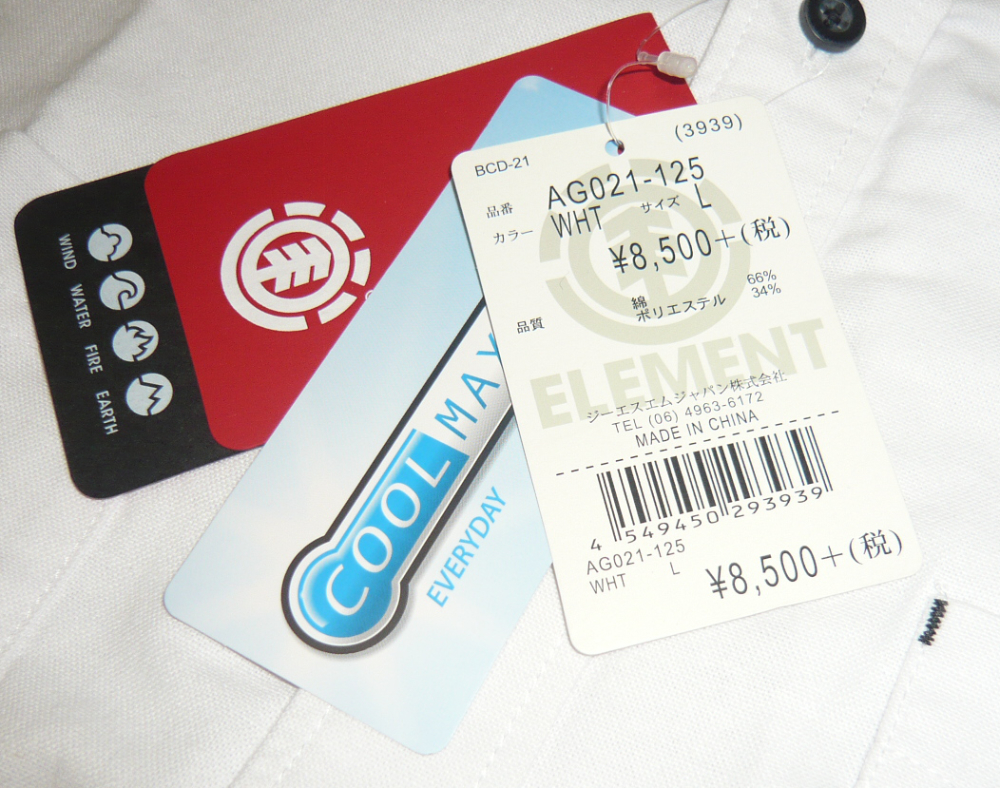 WIND WATER FIRE EARTH
COOL MAX
EVERYDAY
(3939)
BCD-21
品番 AG021-125
カラー WHT サイズ L
¥8,500+(税)
品質 綿 66%
ポリエステル 34%
ELEMENT
ジーエスエムジャパン株式会社
TEL (06) 4963-6172
MADE IN CHINA
4 549450 293939
AG021-125
WHT L
¥8,500+(税)